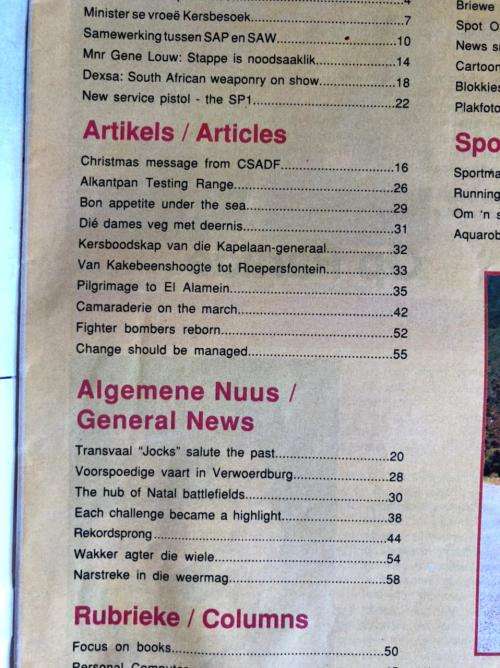 Minister se vroeë Kersbesoek 7
Samewerking tussen SAP en SAW 10
Mnr Gene Louw: Stappe is noodsaaklik 14
Dexsa: South African weaponry on show 18
New service pistol - the SP1 22
Artikels / Articles
Christmas message from CSADF 16
Alkantpan Testing Range 26
Bon appetite under the sea 29
Dié dames veg met deernis 31
Kersboodskap van die Kapelaan-generaal 32
Van Kakebeenshoogte tot Roepersfontein 33
Pilgrimage to El Alamein 35
Camaraderie on the march 42
Fighter bombers reborn 52
Change should be managed 55
Algemene Nuus /
General News
Transvaal "Jocks" salute the past 20
Voorspoedige vaart in Verwoerdburg 28
The hub of Natal battlefields 30
Each challenge became a highlight 38
Rekordsprong 44
Wakker agter die wiele 54
Narstreke in die weermag 58
Rubrieke / Columns
Focus on books 50
Personal Computer
Briewe
Spot
News
Cartoon
Blokkies
Plakfoto
Spo
Sportma
Running
Om 'n s
Aquarob